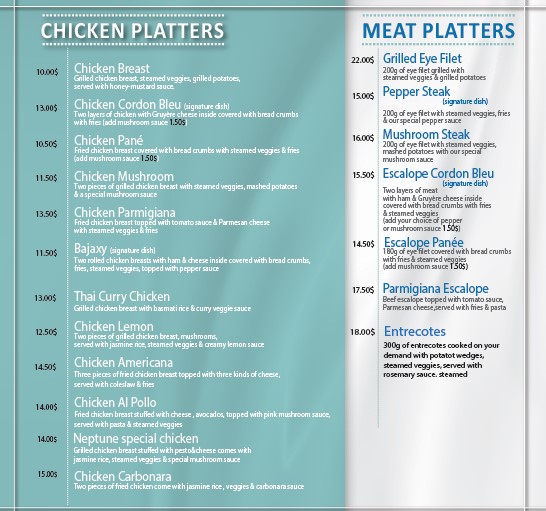 CHICKEN PLATTERS
10.00$ Chicken Breast
Grilled chicken breast, steamed veggies, grilled potatoes,
served with honey-mustard sauce.
13.00$ Chicken Cordon Bleu (signature dish)
Two layers of chicken with Gruyère cheese inside covered with bread crumbs
with fries (add mushroom sauce 1.50$)
10.50$ Chicken Pané
Fried chicken breast covered with bread crumbs with steamed veggies & fries
(add mushroom sauce 1.50$)
11.50$ Chicken Mushroom
Two pieces of grilled chicken breast with steamed veggies, mashed potatoes
& a special mushroom sauce
13.50$ Chicken Parmigiana
Fried chicken breast topped with tomato sauce & Parmesan cheese
with steamed veggies & fries
11.50$ Bajaxy (signature dish)
Two rolled chicken breasts with ham & cheese inside covered with bread crumbs,
fries, steamed veggies, topped with pepper sauce
13.00$ Thai Curry Chicken
Grilled chicken breast with basmati rice & curry veggie sauce
12.50$ Chicken Lemon
Two pieces of grilled chicken breast, mushrooms,
served with jasmine rice, steamed veggies & creamy lemon sauce
14.50$ Chicken Americana
Three pieces of fried chicken breast topped with three kinds of cheese,
served with coleslaw & fries
14.00$ Chicken Al Pollo
Fried chicken breast stuffed with cheese , avocados, topped with pink mushroom sauce,
served with pasta & steamed veggies
14.00$ Neptune special chicken
Grilled chicken breast stuffed with pesto&cheese comes with
jasmine rice, steamed veggies & special mushroom sauce
15.00$ Chicken Carbonara
Two pieces of fried chicken come with jasmine rice , veggies & carbonara sauce
MEAT PLATTERS
22.00$ Grilled Eye Filet
200g of eye filet grilled with
steamed veggies & grilled potatoes
15.00$ Pepper Steak
(signature dish)
200g of eye filet with steamed veggies, fries
& our special pepper sauce
16.00$ Mushroom Steak
200g of eye filet with steamed veggies,
mashed potatoes with our special
mushroom sauce
15.50$ Escalope Cordon Bleu
(signature dish)
Two layers of meat
with ham & Gruyère cheese inside
covered with bread crumbs with fries
& steamed veggies
(add your choice of pepper
or mushroom sauce 1.50$)
14.50$ Escalope Panée
180g of eye filet covered with bread crumbs
with fries & steamed veggies
(add mushroom sauce 1.50$)
17.50$ Parmigiana Escalope
Beef escalope topped with tomato sauce,
Parmesan cheese,served with fries & pasta
18.00$ Entrecotes
300g of entrecotes cooked on your
demand with potatot wedges,
steamed veggies, served with
rosemary sauce. steamed